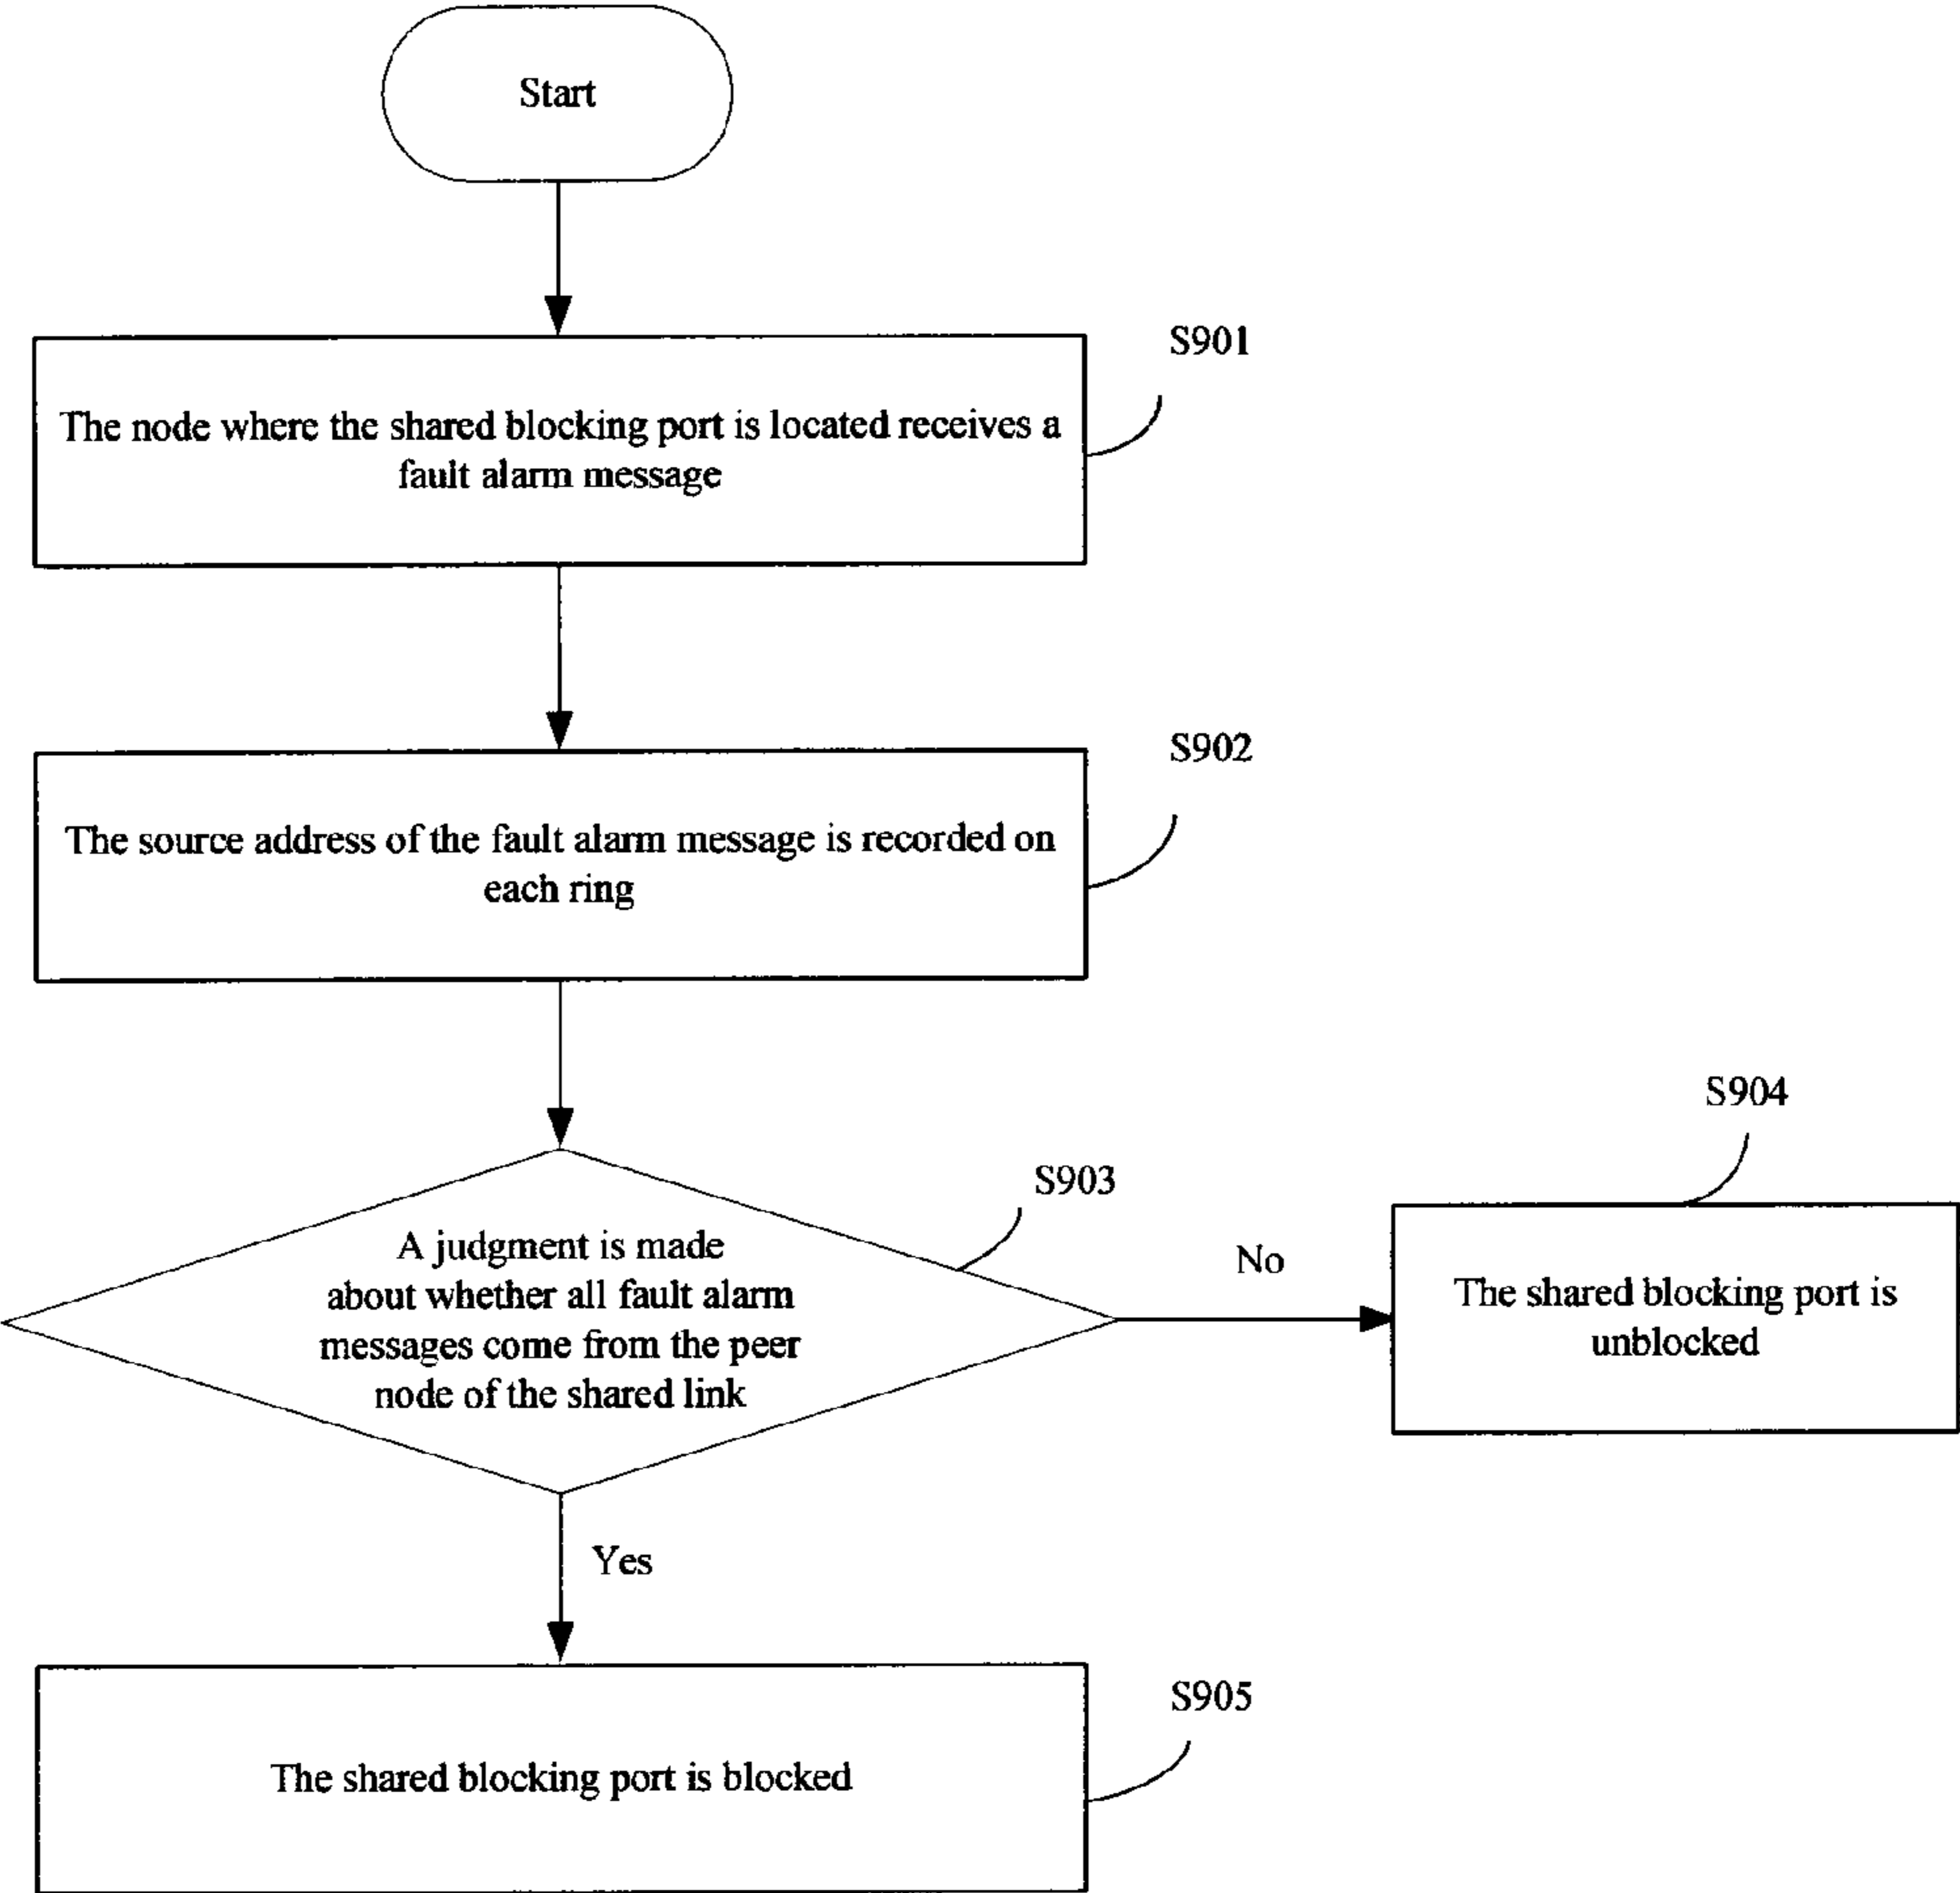 Start
S901
The node where the shared blocking port is located receives a
fault alarm message
S902
The source address of the fault alarm message is recorded on
each ring
S904
S903
A judgment is made
about whether all fault alarm
messages come from the peer
node of the shared link
No
The shared blocking port is
unblocked
Yes
S905
The shared blocking port is blocked